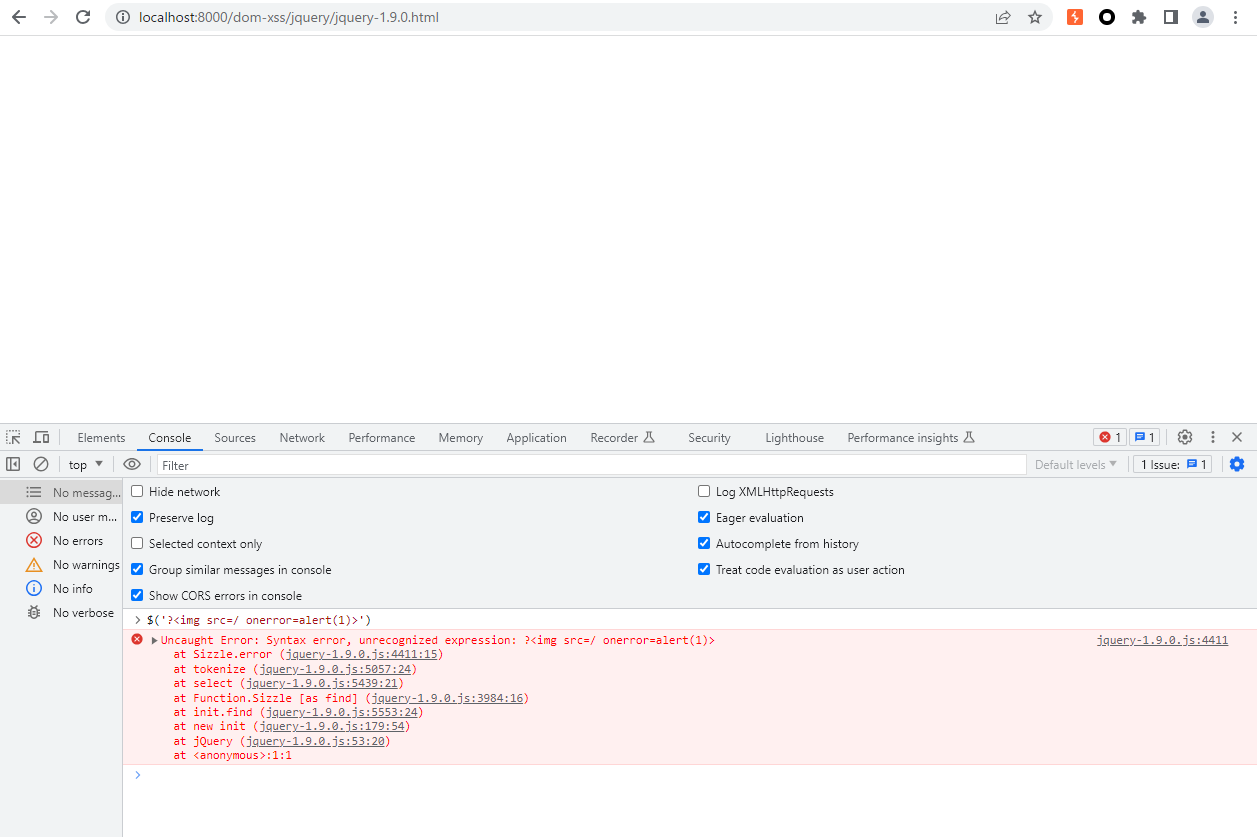 localhost:8000/dom-xss/jquery/jquery-1.9.0.html
Elements Console Sources Network Performance Memory Application Recorder Security Lighthouse Performance insights 1 1
top Filter Default levels 1 Issue: 1
No messag... Hide network Log XMLHttpRequests
No user m... Preserve log Eager evaluation
No errors Selected context only Autocomplete from history
No warnings Group similar messages in console Treat code evaluation as user action
No info Show CORS errors in console
No verbose
> $('?<img src=/ onerror=alert(1)>')
Uncaught Error: Syntax error, unrecognized expression: ?<img src=/ onerror=alert(1)> jquery-1.9.0.js:4411
at Sizzle.error (jquery-1.9.0.js:4411:15)
at tokenize (jquery-1.9.0.js:5057:24)
at select (jquery-1.9.0.js:5439:21)
at Function.Sizzle [as find] (jquery-1.9.0.js:3984:16)
at init.find (jquery-1.9.0.js:5553:24)
at new init (jquery-1.9.0.js:179:54)
at jQuery (jquery-1.9.0.js:53:20)
at <anonymous>:1:1
>